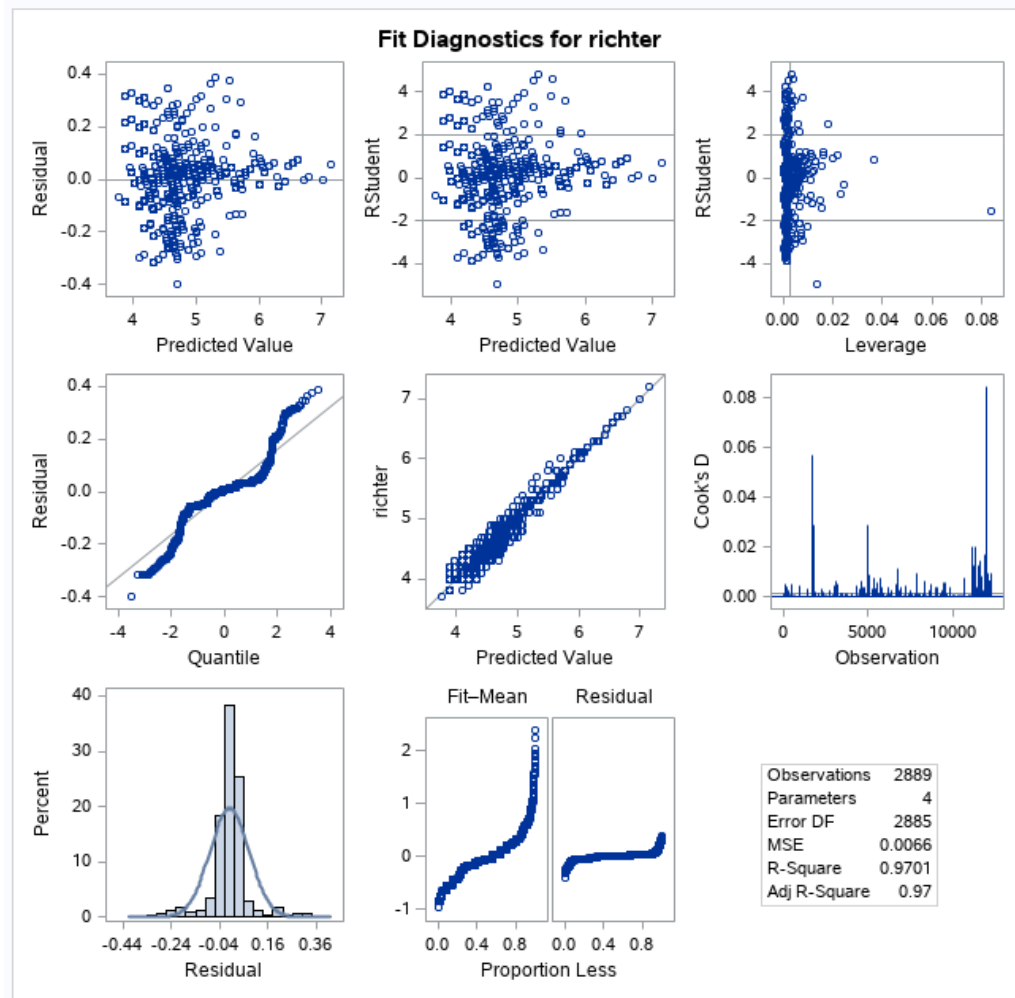 Fit Diagnostics for richter
0.4
0.2
0.0
-0.2
-0.4
Residual
4 5 6 7
Predicted Value
4
2
0
-2
-4
RStudent
4 5 6 7
Predicted Value
4
2
0
-2
-4
RStudent
0.00 0.02 0.04 0.06 0.08
Leverage
0.4
0.2
0.0
-0.2
-0.4
Residual
-4 -2 0 2 4
Quantile
7
6
5
4
richter
4 5 6 7
Predicted Value
0.08
0.06
0.04
0.02
0.00
Cook's D
0 5000 10000
Observation
40
30
20
10
0
Percent
-0.44 -0.24 -0.04 0.16 0.36
Residual
Fit–Mean Residual
2
1
0
-1
0.0 0.4 0.8 0.0 0.4 0.8
Proportion Less
Observations 2889
Parameters 4
Error DF 2885
MSE 0.0066
R-Square 0.9701
Adj R-Square 0.97